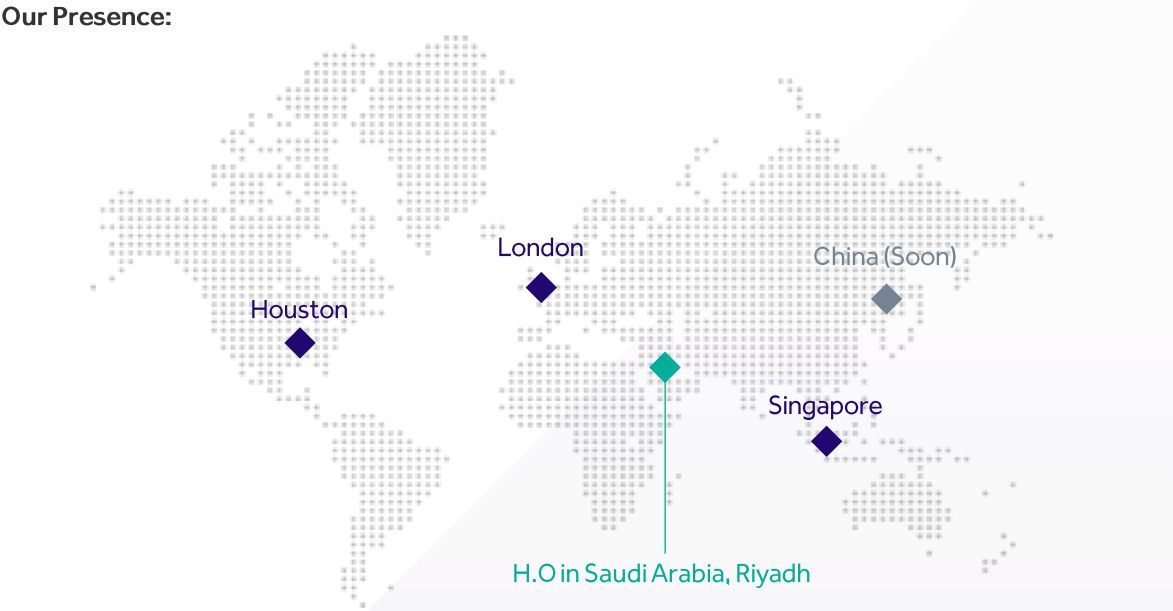 Our Presence:
London
China (Soon)
Houston
Singapore
H.O in Saudi Arabia, Riyadh